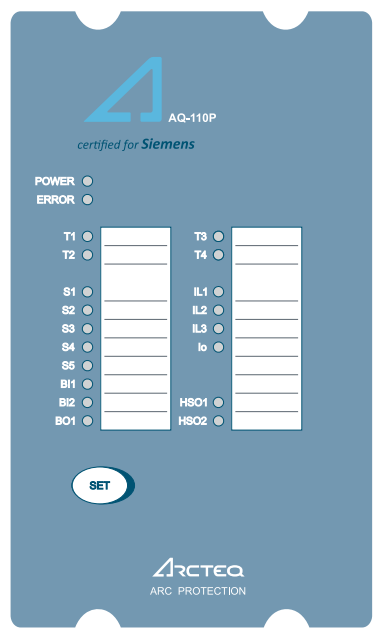 AQ-110P
certified for Siemens
POWER
ERROR
T1 T3
T2 T4
S1 IL1
S2 IL2
S3 IL3
S4 Io
S5
BI1
BI2 HSO1
BO1 HSO2
SET
ARCTEQ
ARC PROTECTION